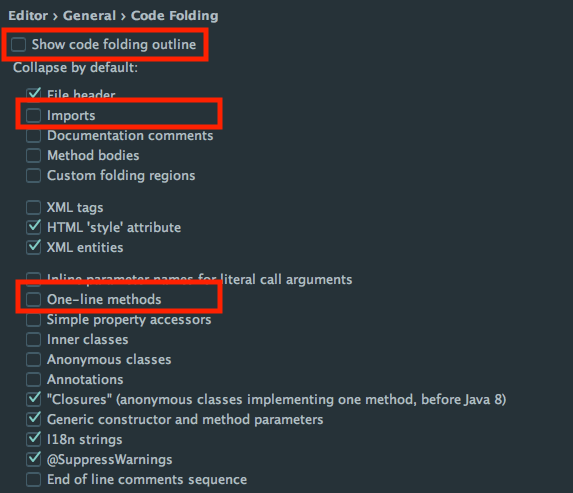 Editor › General › Code Folding
Show code folding outline
Collapse by default:
File header
Imports
Documentation comments
Method bodies
Custom folding regions
XML tags
HTML 'style' attribute
XML entities
Inline parameter names for literal call arguments
One-line methods
Simple property accessors
Inner classes
Anonymous classes
Annotations
"Closures" (anonymous classes implementing one method, before Java 8)
Generic constructor and method parameters
I18n strings
@SuppressWarnings
End of line comments sequence